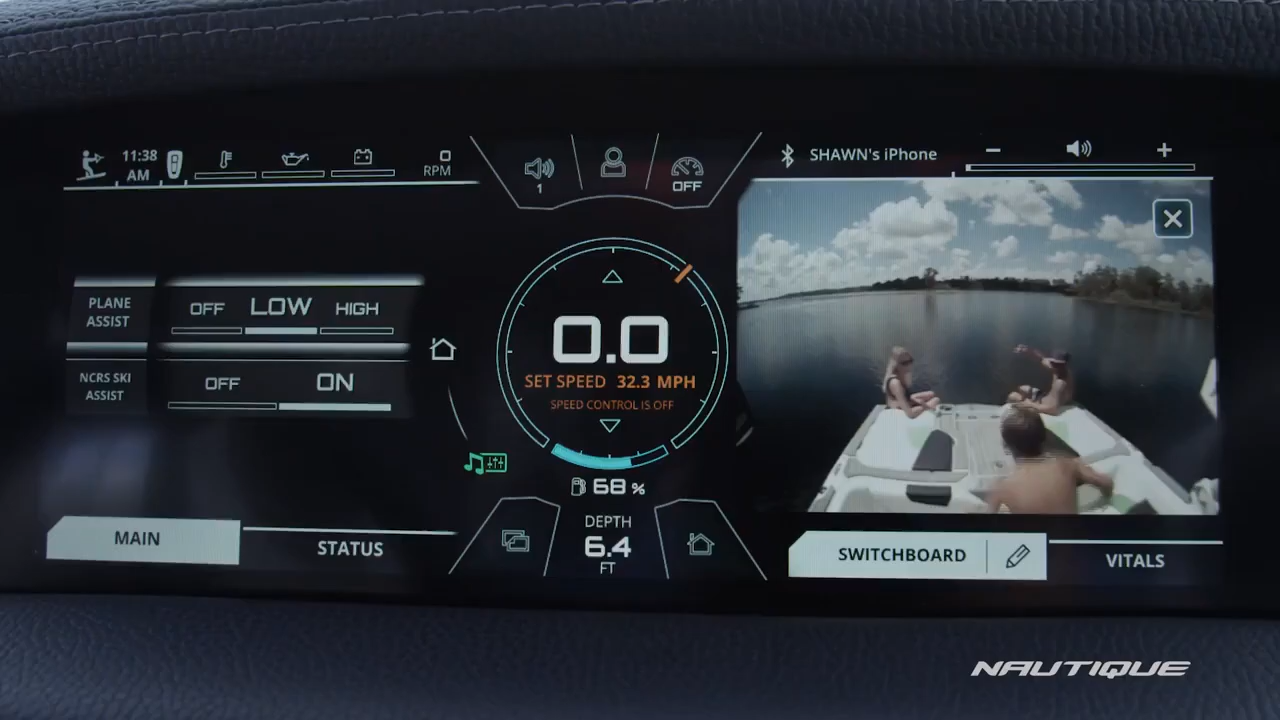 11:38
AM
0
RPM
1
OFF
SHAWN's iPhone
PLANE
ASSIST
OFF LOW HIGH
NCRS SKI
ASSIST
OFF ON
0.0
SET SPEED 32.3 MPH
SPEED CONTROL IS OFF
68 %
DEPTH
6.4
FT
MAIN
STATUS
SWITCHBOARD
VITALS
NAUTIQUE